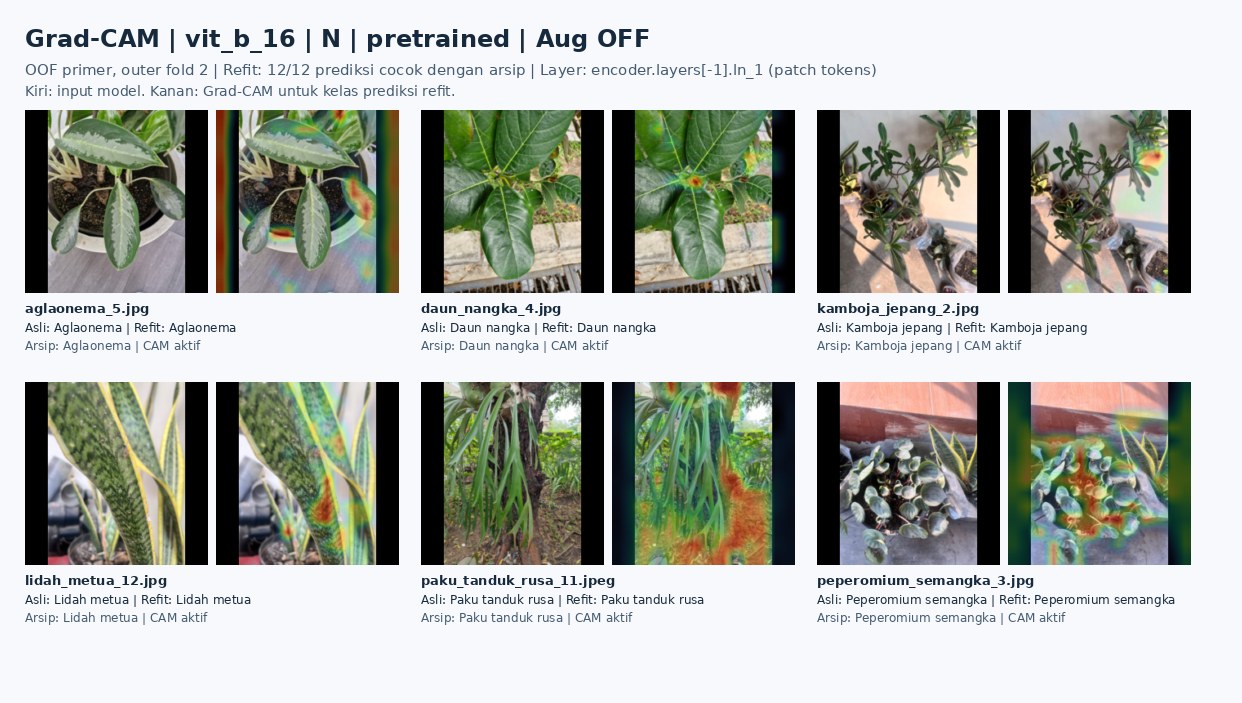 Grad-CAM | vit_b_16 | N | pretrained | Aug OFF
OOF primer, outer fold 2 | Refit: 12/12 prediksi cocok dengan arsip | Layer: encoder.layers[-1].ln_1 (patch tokens)
Kiri: input model. Kanan: Grad-CAM untuk kelas prediksi refit.
aglaonema_5.jpg
Asli: Aglaonema | Refit: Aglaonema
Arsip: Aglaonema | CAM aktif
daun_nangka_4.jpg
Asli: Daun nangka | Refit: Daun nangka
Arsip: Daun nangka | CAM aktif
kamboja_jepang_2.jpg
Asli: Kamboja jepang | Refit: Kamboja jepang
Arsip: Kamboja jepang | CAM aktif
lidah_metua_12.jpg
Asli: Lidah metua | Refit: Lidah metua
Arsip: Lidah metua | CAM aktif
paku_tanduk_rusa_11.jpeg
Asli: Paku tanduk rusa | Refit: Paku tanduk rusa
Arsip: Paku tanduk rusa | CAM aktif
peperomium_semangka_3.jpg
Asli: Peperomium semangka | Refit: Peperomium semangka
Arsip: Peperomium semangka | CAM aktif